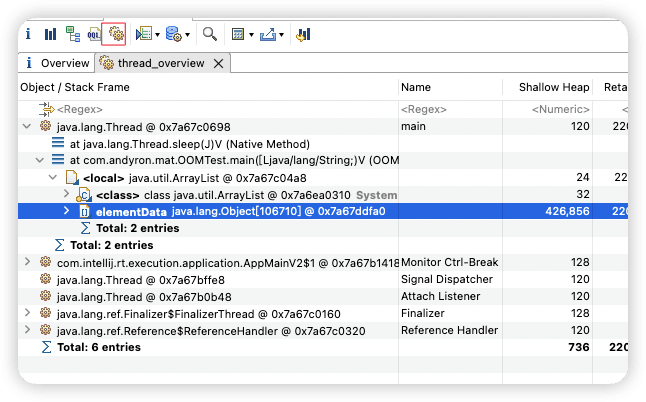 i OQL
i Overview thread_overview
Object / Stack Frame Name Shallow Heap Reta
<Regex> <Regex> <Numeric> <
java.lang.Thread @ 0x7a67c0698 main 120 220
at java.lang.Thread.sleep(J)V (Native Method)
at com.andyron.mat.OOMTest.main([Ljava/lang/String;)V (OOM
<local> java.util.ArrayList @ 0x7a67c04a8 24 22
<class> class java.util.ArrayList @ 0x7a6ea0310 System 32
elementData java.lang.Object[106710] @ 0x7a67ddfa0 426,856 220
Total: 2 entries
Total: 2 entries
com.intellij.rt.execution.application.AppMainV2$1 @ 0x7a67b1418 Monitor Ctrl-Break 128
java.lang.Thread @ 0x7a67bffe8 Signal Dispatcher 120
java.lang.Thread @ 0x7a67b0b48 Attach Listener 120
java.lang.ref.Finalizer$FinalizerThread @ 0x7a67c0160 Finalizer 128
java.lang.ref.Reference$ReferenceHandler @ 0x7a67c0320 Reference Handler 120
Total: 6 entries 736 220